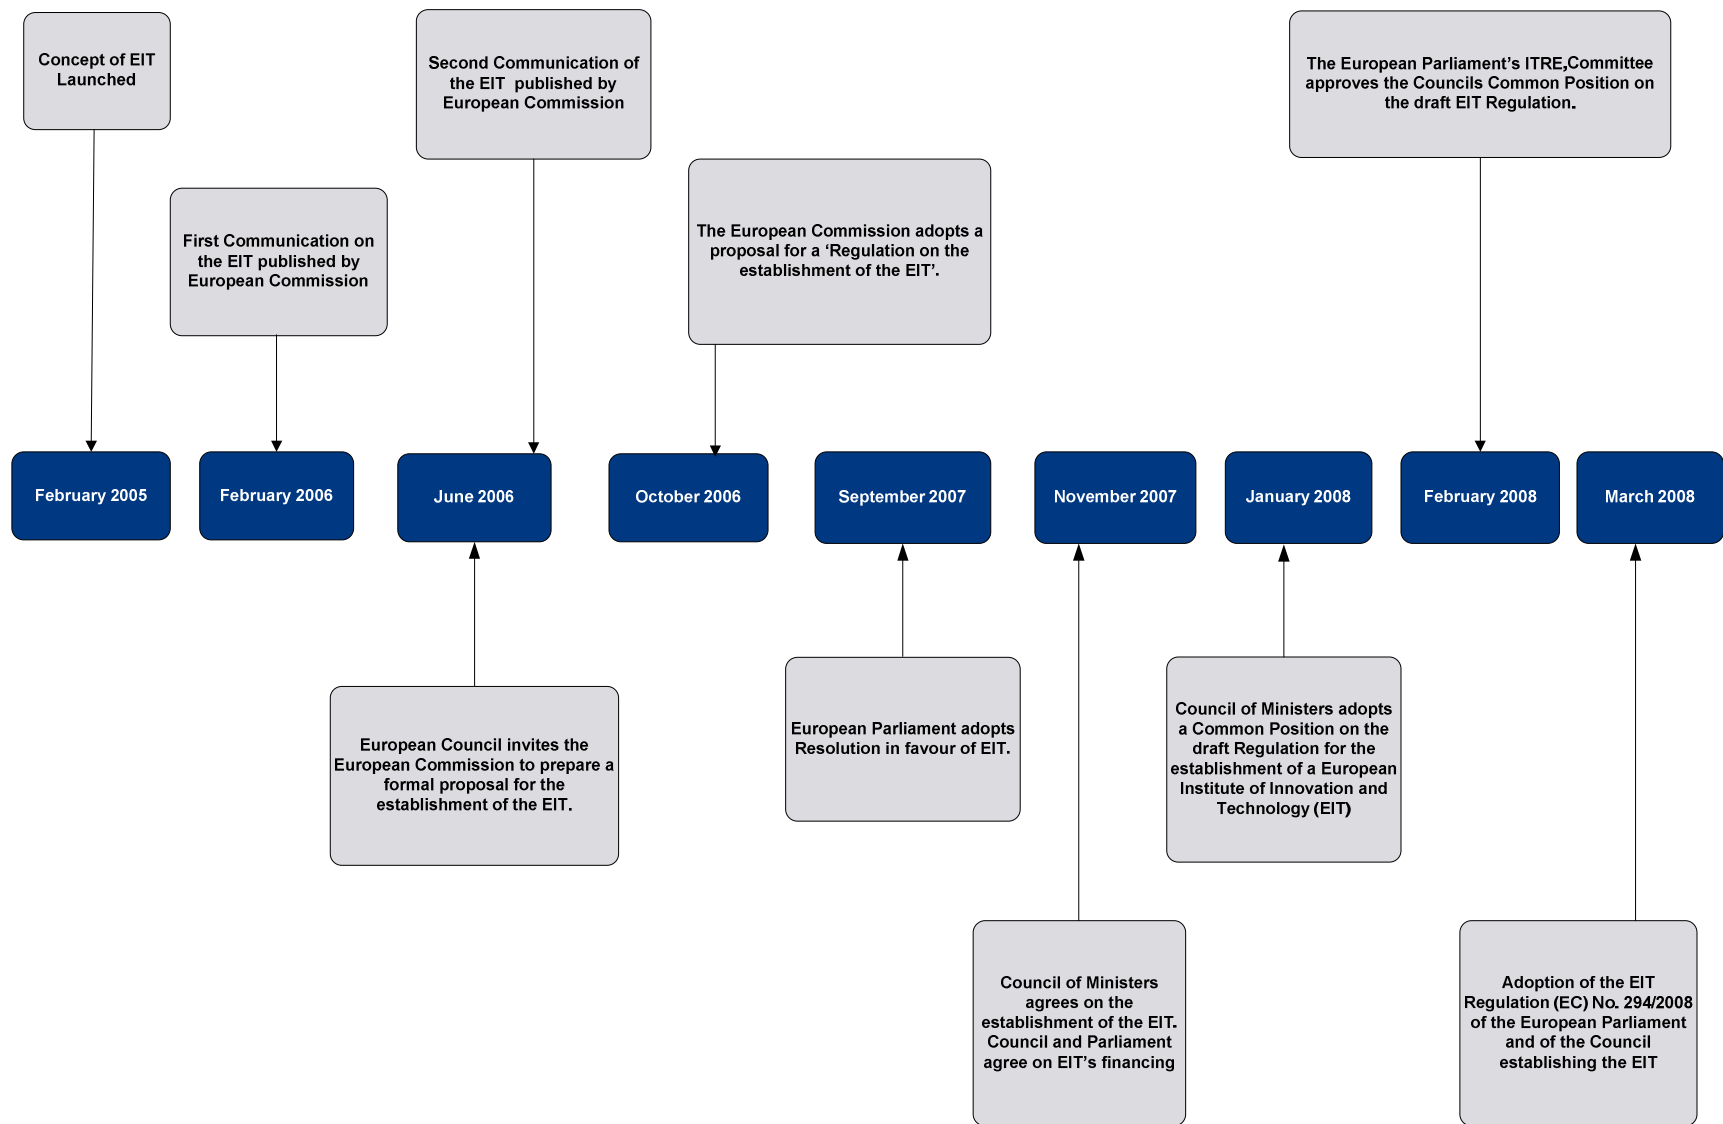 Concept of EIT
Launched
Second Communication of
the EIT published by
European Commission
The European Parliament's ITRE,Committee
approves the Councils Common Position on
the draft EIT Regulation.
First Communication on
the EIT published by
European Commission
The European Commission adopts a
proposal for a ‘Regulation on the
establishment of the EIT’.
February 2005
February 2006
June 2006
October 2006
September 2007
November 2007
January 2008
February 2008
March 2008
European Council invites the
European Commission to prepare a
formal proposal for the
establishment of the EIT.
European Parliament adopts
Resolution in favour of EIT.
Council of Ministers adopts
a Common Position on the
draft Regulation for the
establishment of a European
Institute of Innovation and
Technology (EIT)
Council of Ministers
agrees on the
establishment of the EIT.
Council and Parliament
agree on EIT’s financing
Adoption of the EIT
Regulation (EC) No. 294/2008
of the European Parliament
and of the Council
establishing the EIT